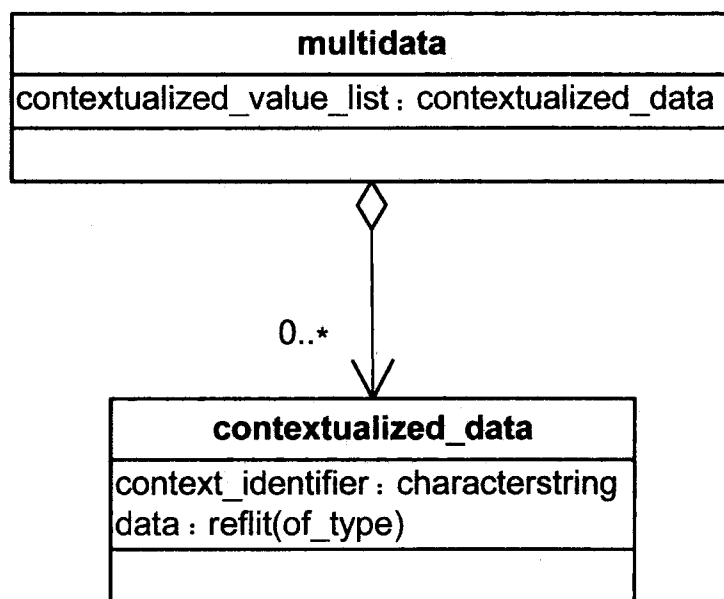 multidata
contextualized_value_list : contextualized_data
0..*
contextualized_data
context_identifier : characterstring
data : reflit(of_type)